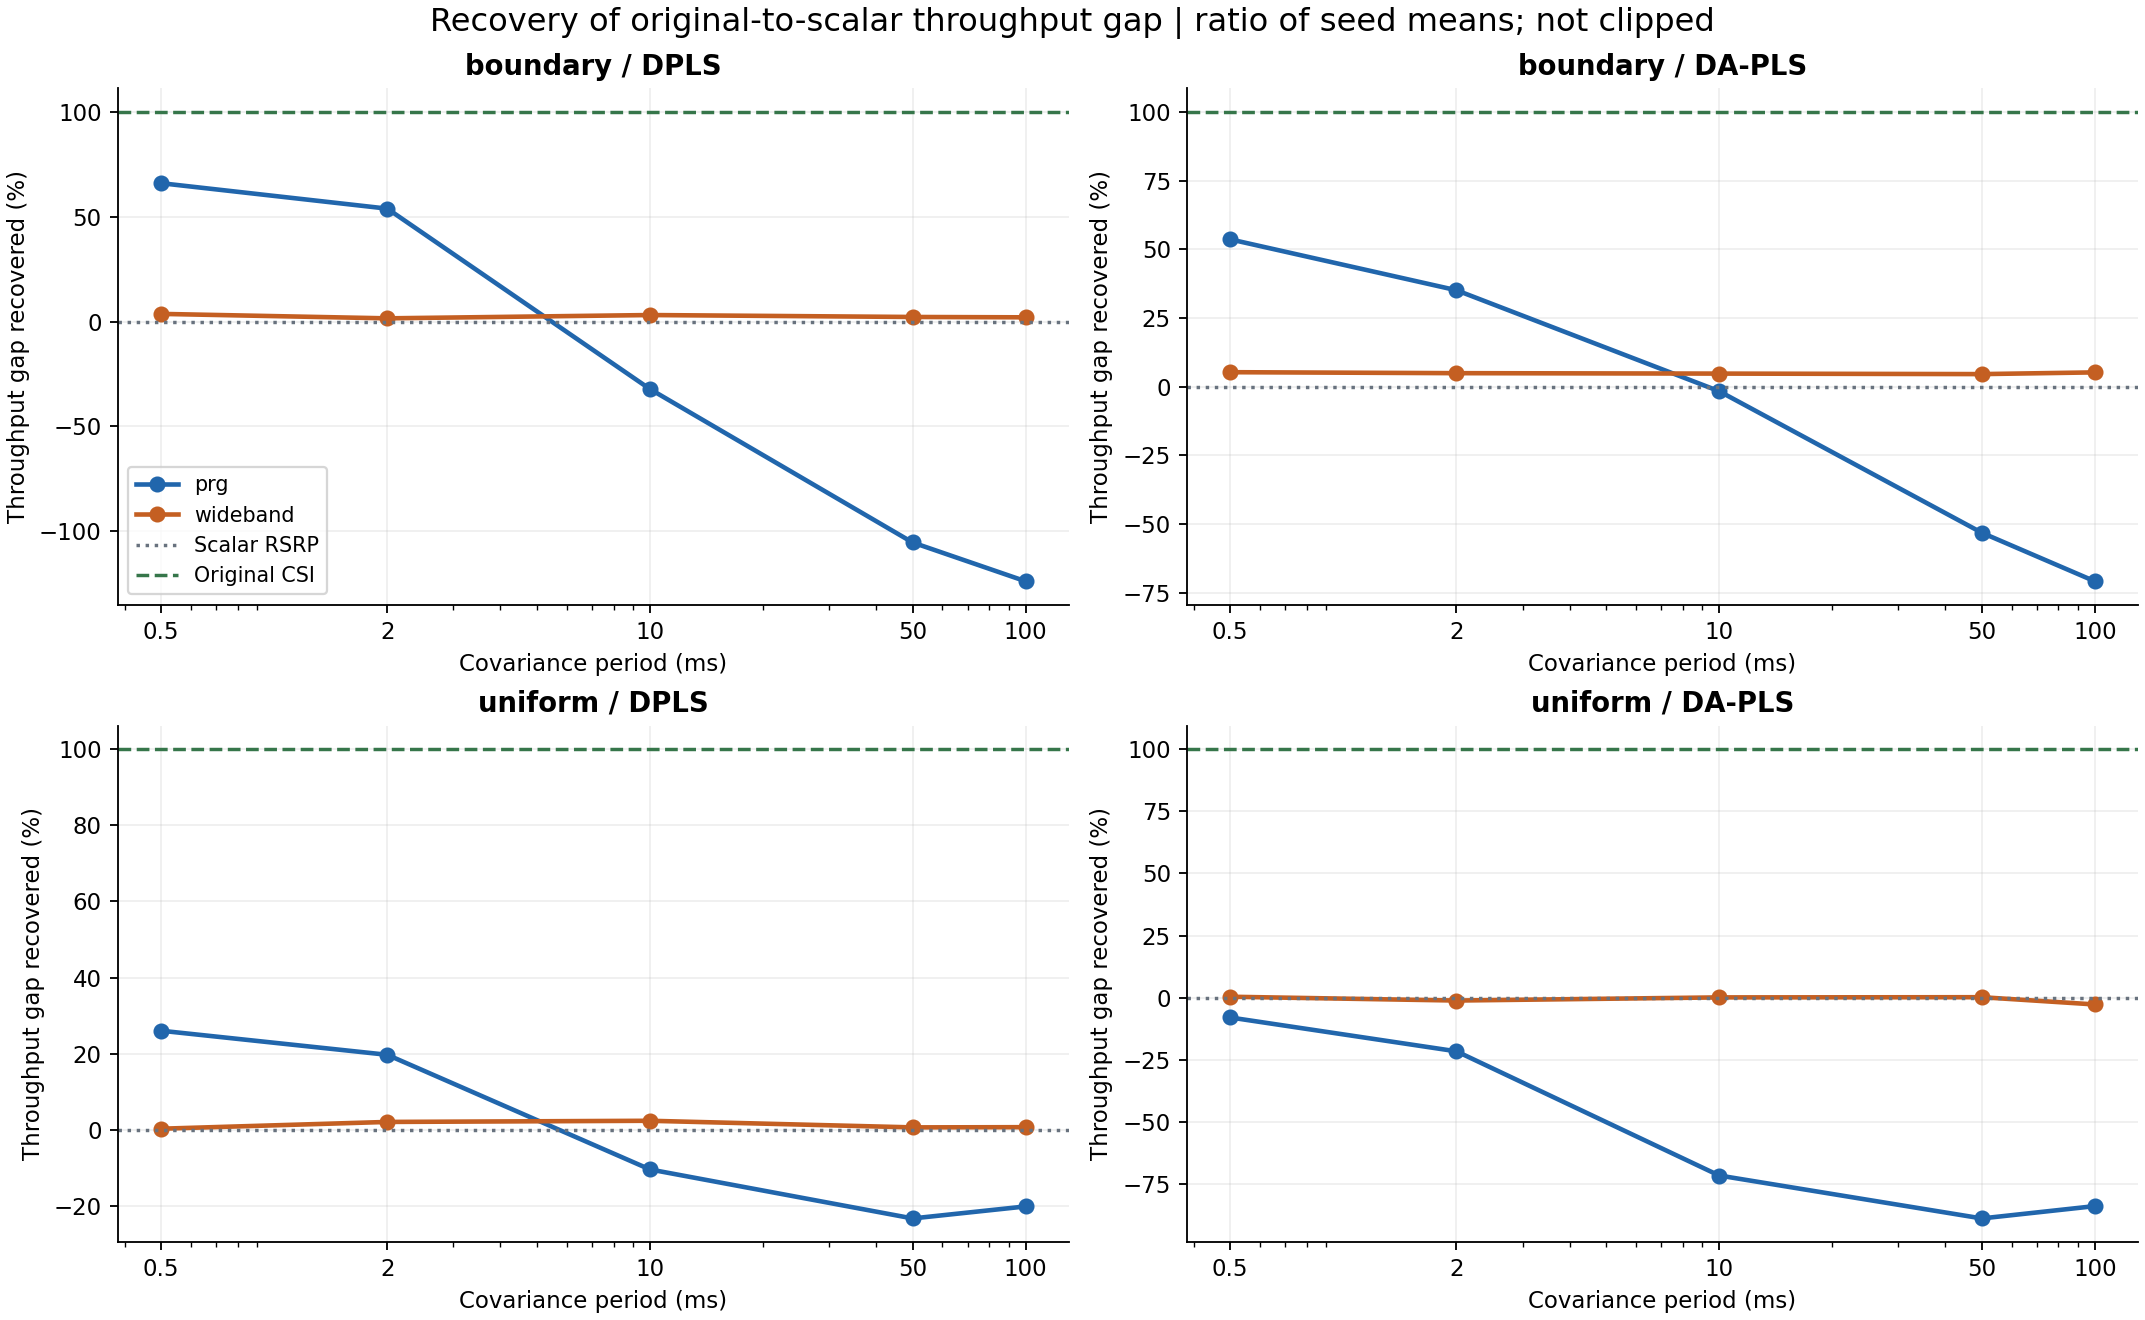 Recovery of original-to-scalar throughput gap | ratio of seed means; not clipped
boundary / DPLS
Throughput gap recovered (%)
100
50
0
−50
−100
prg
wideband
Scalar RSRP
Original CSI
0.5 2 10 50 100
Covariance period (ms)
boundary / DA-PLS
Throughput gap recovered (%)
100
75
50
25
0
−25
−50
−75
0.5 2 10 50 100
Covariance period (ms)
uniform / DPLS
Throughput gap recovered (%)
100
80
60
40
20
0
−20
0.5 2 10 50 100
Covariance period (ms)
uniform / DA-PLS
Throughput gap recovered (%)
100
75
50
25
0
−25
−50
−75
0.5 2 10 50 100
Covariance period (ms)